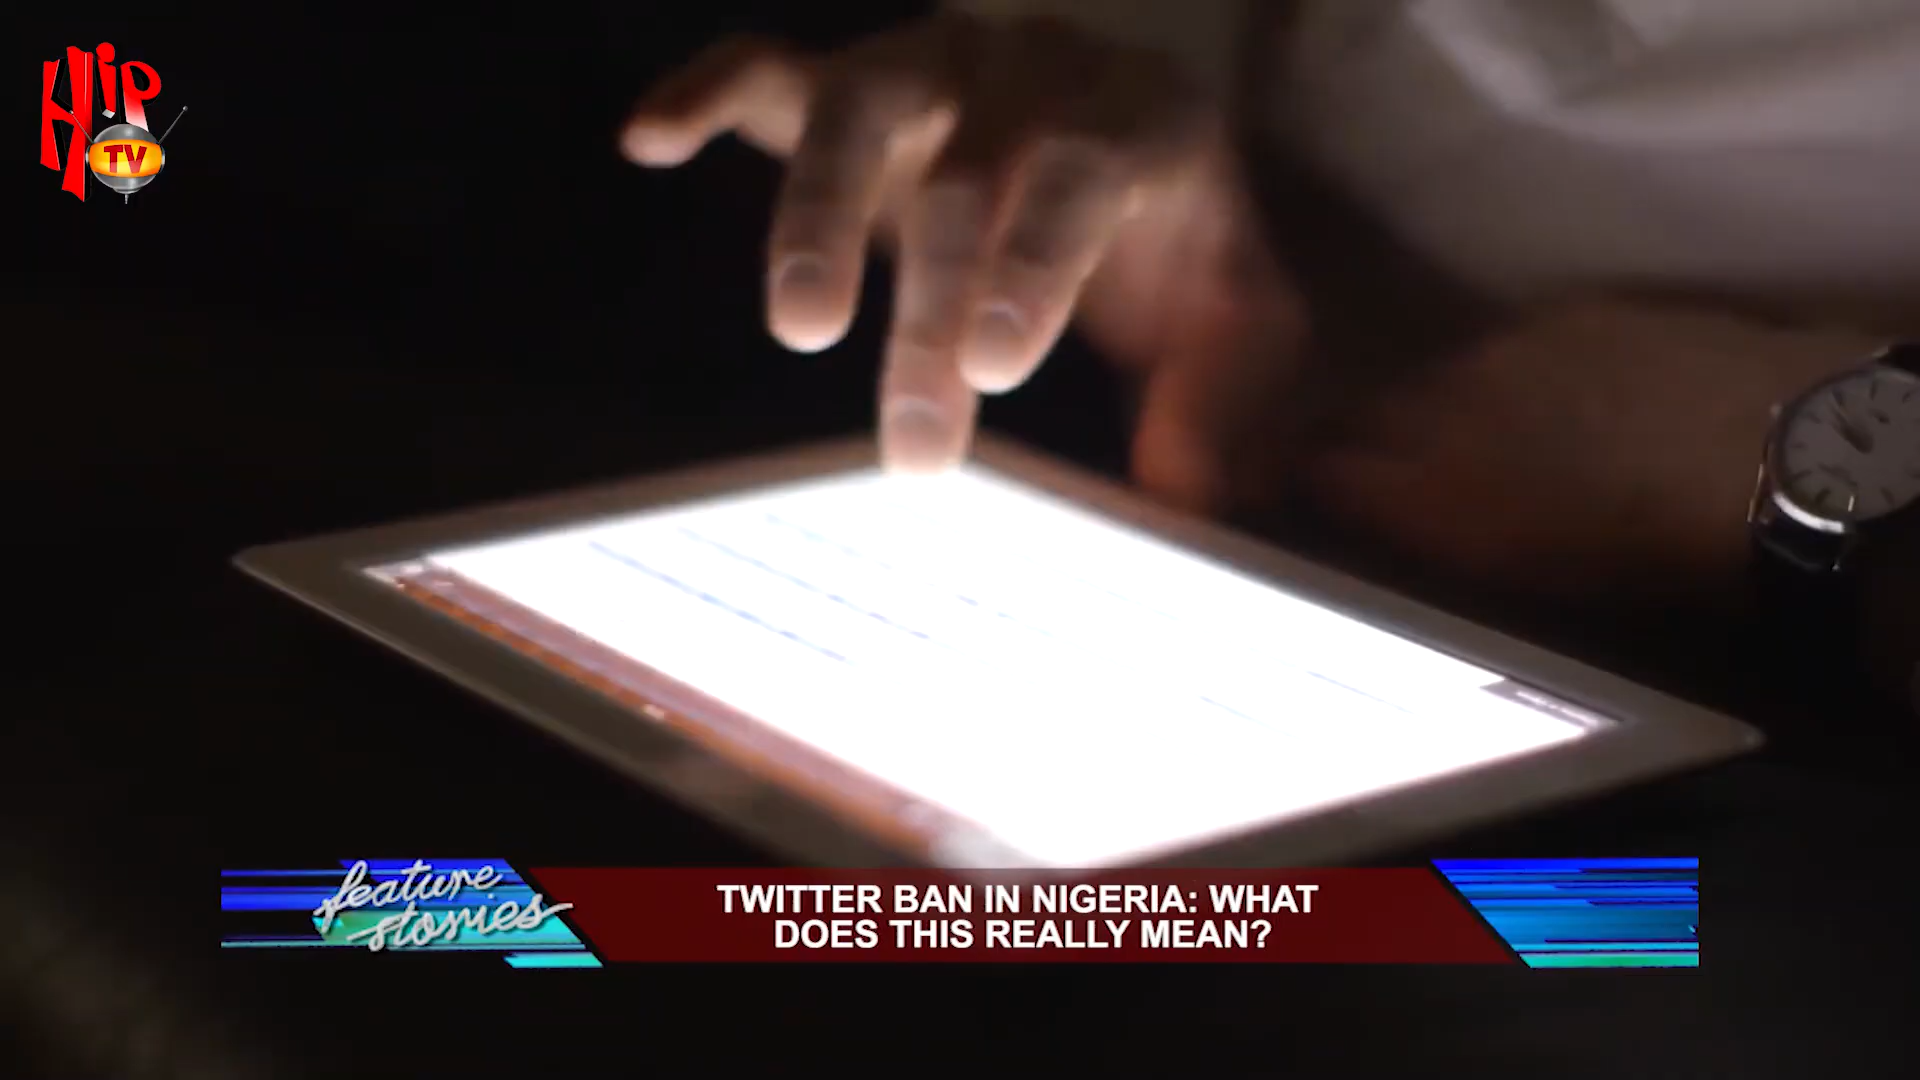 Hip
TV
feature
stories
TWITTER BAN IN NIGERIA: WHAT
DOES THIS REALLY MEAN?